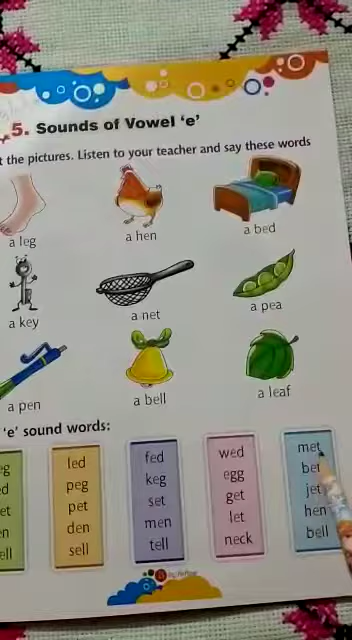 5. Sounds of Vowel 'e'
the pictures. Listen to your teacher and say these words
a leg a hen a bed
a key a net a pea
a pen a bell a leaf
'e' sound words:
led fed wed met
peg keg egg bet
pet set get jet
den men let hen
sell tell neck bell